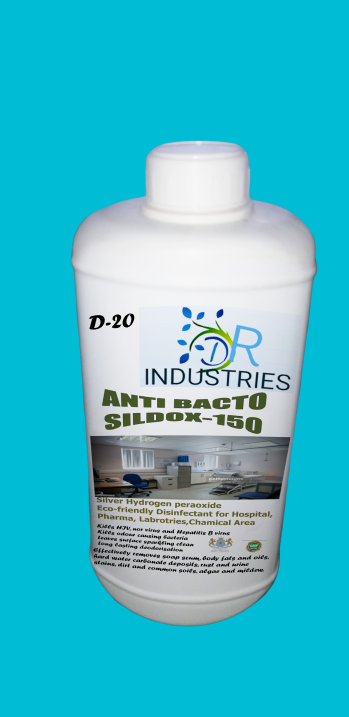 D-20
DR
INDUSTRIES
ANTI BACTO
SILDOX-150
Silver Hydrogen peraoxide
Eco-friendly Disinfectant for Hospital,
Pharma, Labrotries,Chamical Area
Kills HIV, nor virus and Hepatitis B virus
Kills odour causing bacteria
Leaves surface sparkling clean
Long lasting deodorisation
Effectively removes soap scum, body fats and oils,
hard water carbonate deposits, rust and urine
stains, dirt and common soils, algae and mildew.